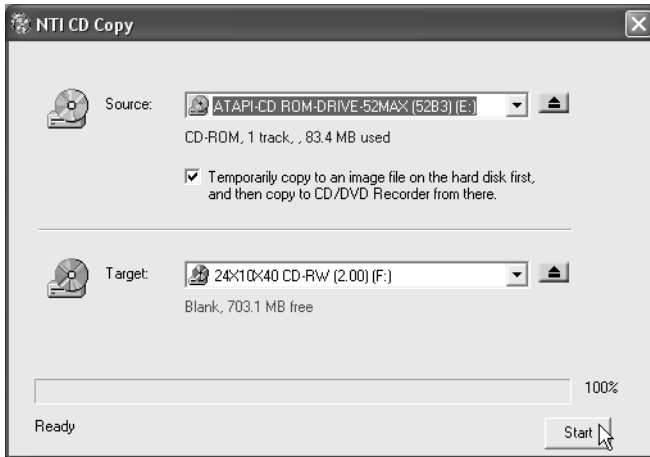 NTI CD Copy
Source:
ATAPI-CD ROM-DRIVE-52MAX (52B3) (E:)
CD-ROM, 1 track, , 83.4 MB used
Temporarily copy to an image file on the hard disk first,
and then copy to CD/DVD Recorder from there.
Target:
24X10X40 CD-RW (2.00) (F:)
Blank, 703.1 MB free
100%
Ready
Start